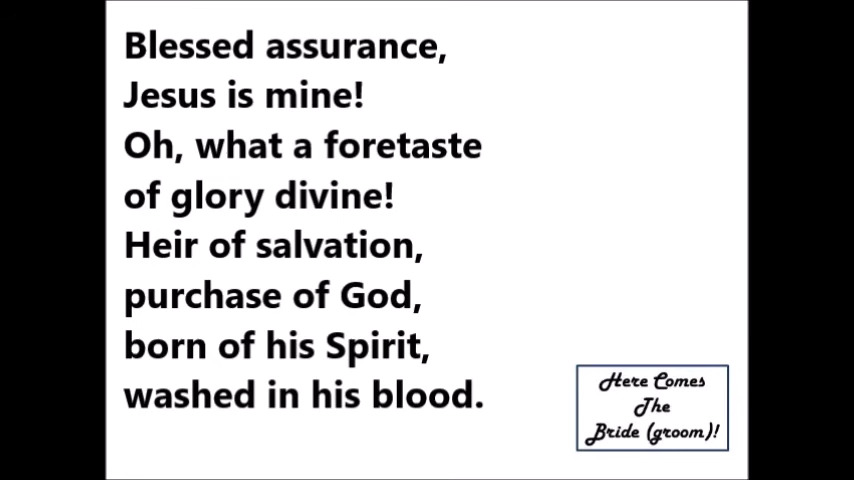 Blessed assurance,
Jesus is mine!
Oh, what a foretaste
of glory divine!
Heir of salvation,
purchase of God,
born of his Spirit,
washed in his blood.
Here Comes
The
Bride (groom)!